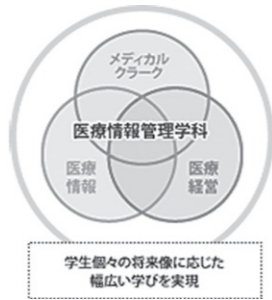 メディカル
クラーク
医療情報管理学科
医療
情報
医療
経営
学生個々の将来像に応じた
幅広い学びを実現